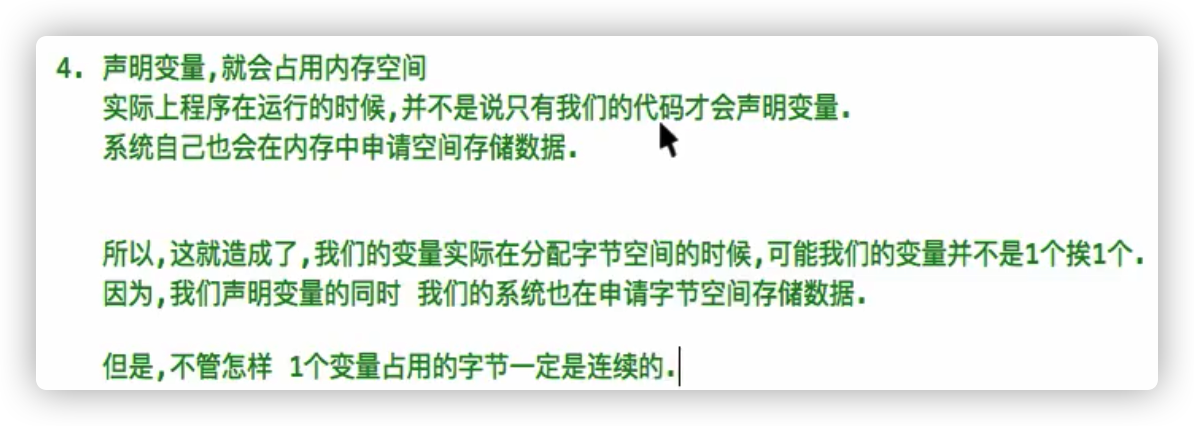 4. 声明变量,就会占用内存空间
实际上程序在运行的时候,并不是说只有我们的代码才会声明变量.
系统自己也会在内存中申请空间存储数据.
所以,这就造成了,我们的变量实际在分配字节空间的时候,可能我们的变量并不是1个挨1个.
因为,我们声明变量的同时 我们的系统也在申请字节空间存储数据.
但是,不管怎样 1个变量占用的字节一定是连续的.